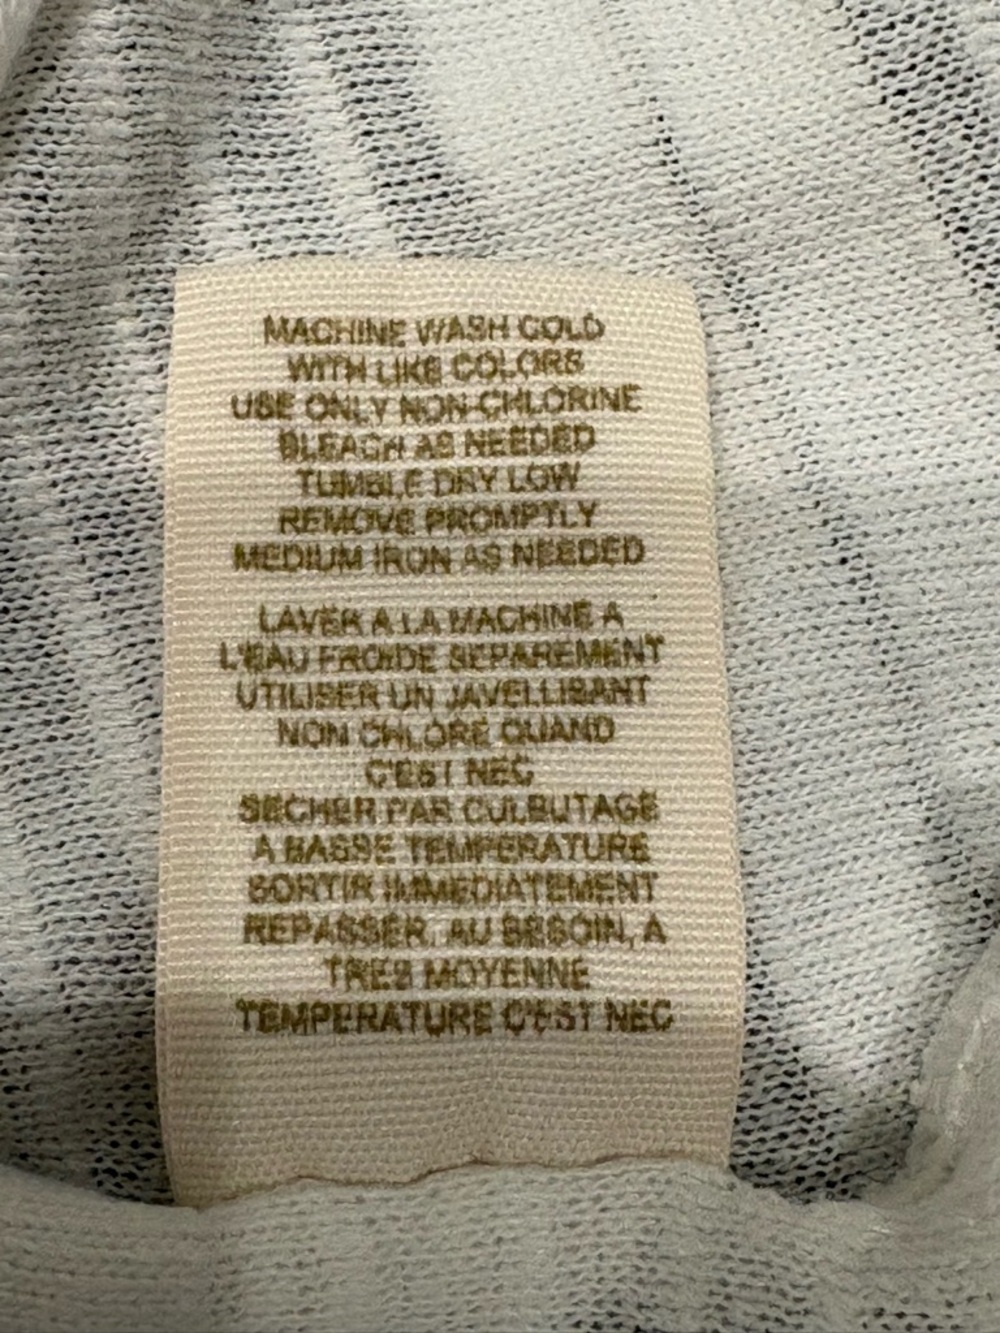 MACHINE WASH COLD
WITH LIKE COLORS
USE ONLY NON-CHLORINE
BLEACH AS NEEDED
TUMBLE DRY LOW
REMOVE PROMPTLY
MEDIUM IRON AS NEEDED
LAVER A LA MACHINE A
L'EAU FROIDE SEPAREMENT
UTILISER UN JAVELLISANT
NON CHLORE QUAND
C'EST NEC
SECHER PAR CULBUTAGE
A BASSE TEMPERATURE
SORTIR IMMEDIATEMENT
REPASSER, AU BESOIN, A
TRES MOYENNE
TEMPERATURE C'EST NEC